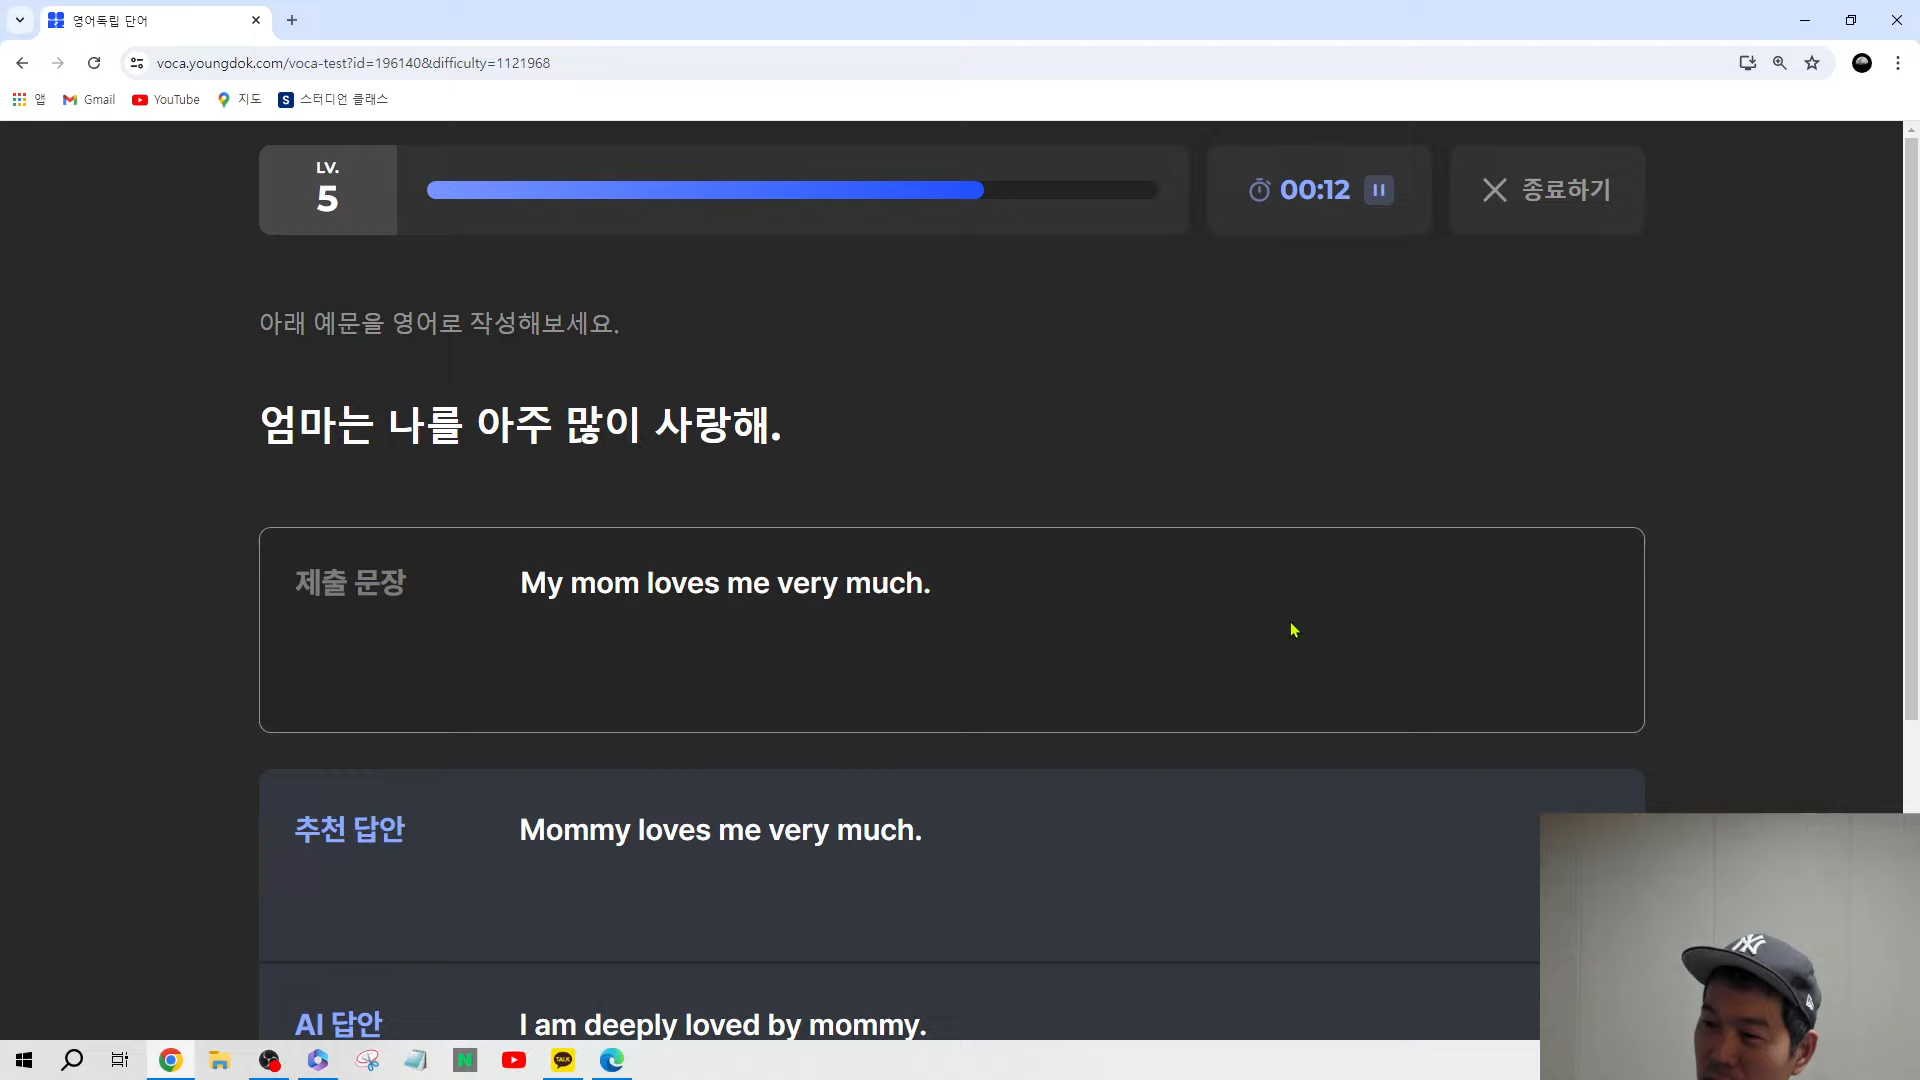 영어독립 단어
voca.youngdok.com/voca-test?id=196140&difficulty=1121968
앱 Gmail YouTube 지도 S 스터디언 클래스
LV.
5
00:12
종료하기
아래 예문을 영어로 작성해보세요.
엄마는 나를 아주 많이 사랑해.
제출 문장 My mom loves me very much.
추천 답안 Mommy loves me very much.
AI 답안 I am deeply loved by mommy.
N
TALK
NY